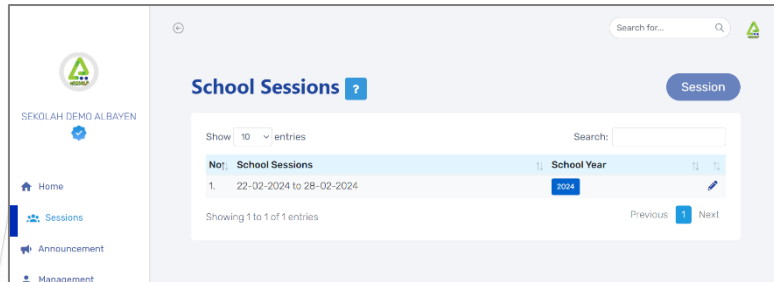 Search for...
SEKOLAH DEMO ALBAYEN
Home
Sessions
Announcement
Management
School Sessions ?
Session
Show 10 entries
Search:
No School Sessions School Year
1. 22-02-2024 to 28-02-2024 2024
Showing 1 to 1 of 1 entries
Previous 1 Next